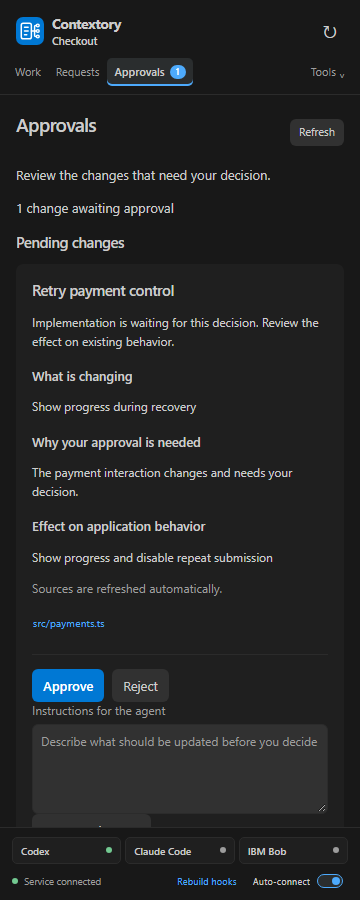 Contextory
Checkout
Work Requests Approvals 1 Tools
Approvals
Refresh
Review the changes that need your decision.
1 change awaiting approval
Pending changes
Retry payment control
Implementation is waiting for this decision. Review the
effect on existing behavior.
What is changing
Show progress during recovery
Why your approval is needed
The payment interaction changes and needs your
decision.
Effect on application behavior
Show progress and disable repeat submission
Sources are refreshed automatically.
src/payments.ts
Approve Reject
Instructions for the agent
Describe what should be updated before you decide
Codex Claude Code IBM Bob
Service connected Rebuild hooks Auto-connect